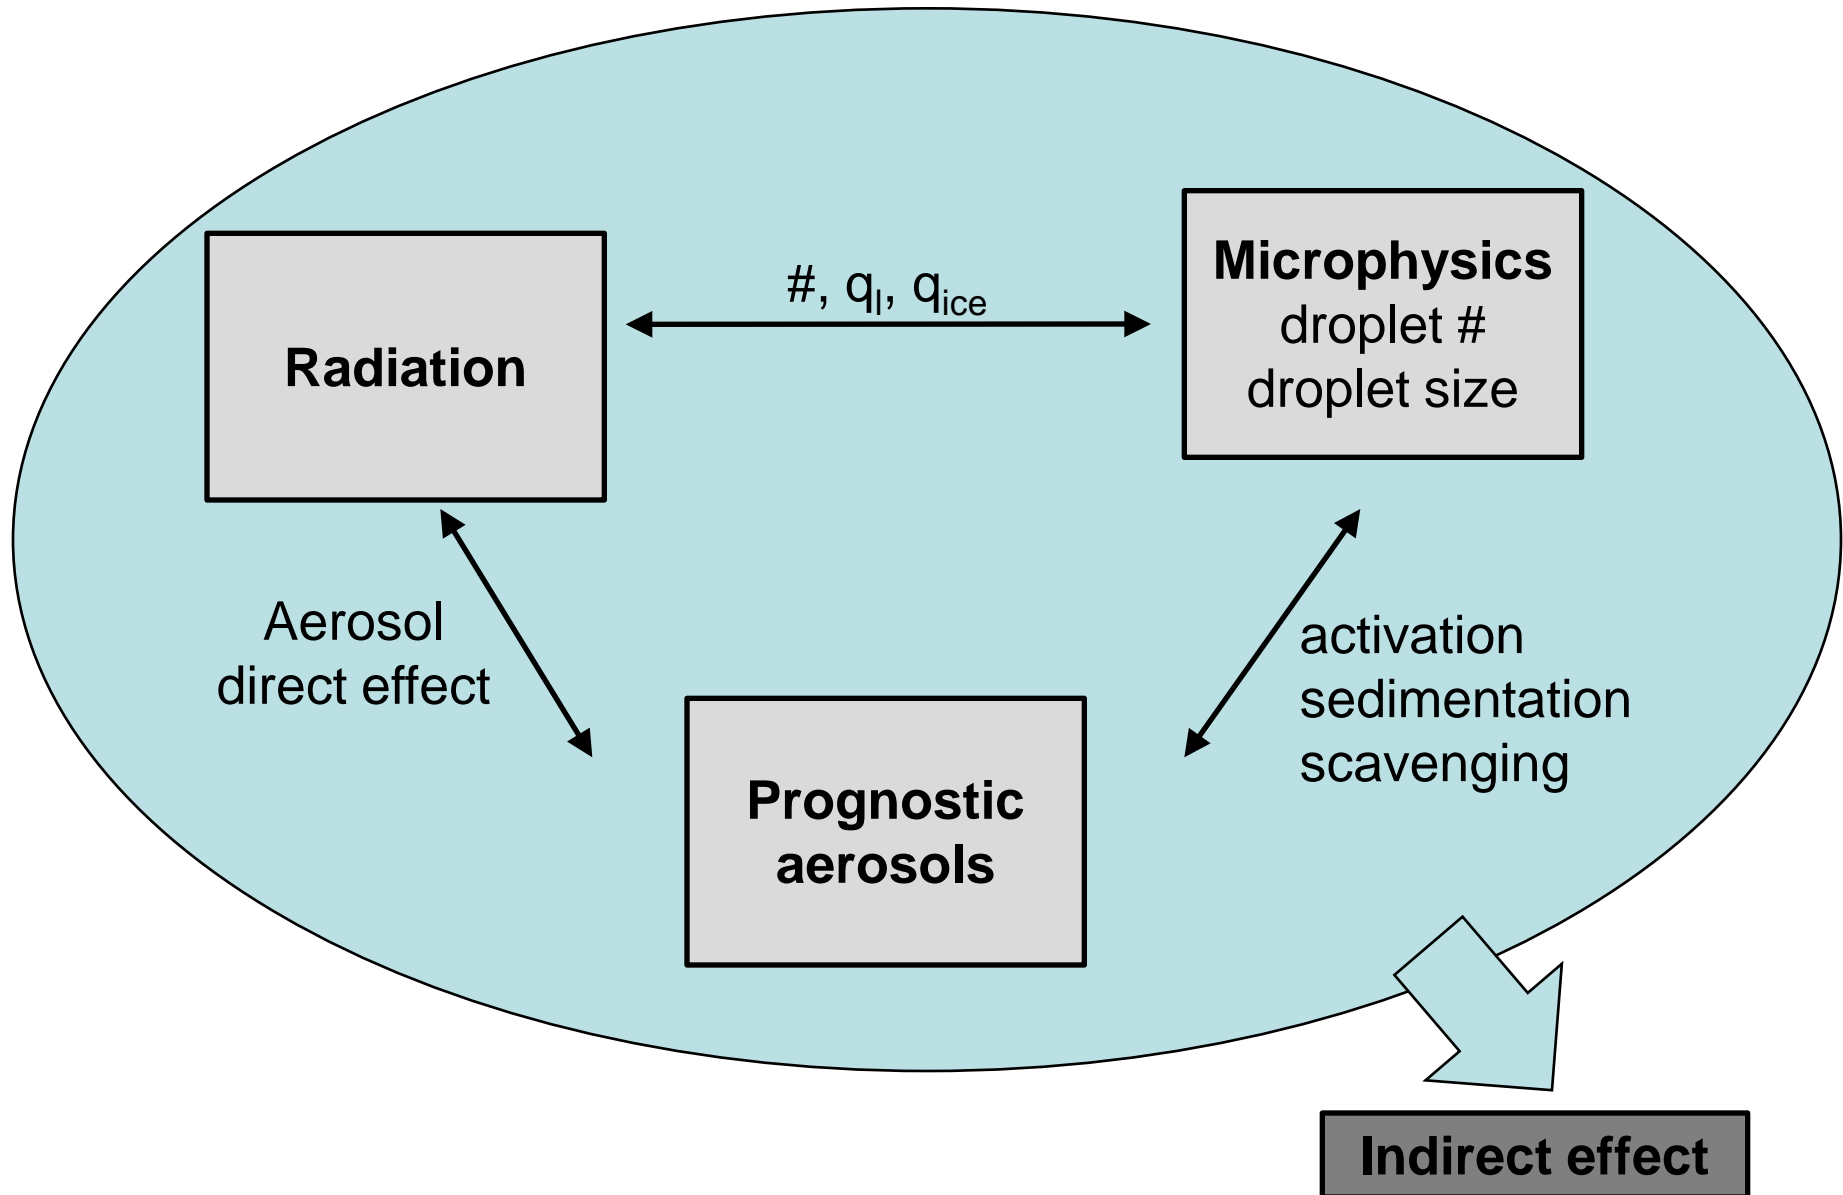 Radiation
#, qₗ, qᵢcₑ
Microphysics
droplet #
droplet size
Aerosol
direct effect
activation
sedimentation
scavenging
Prognostic
aerosols
Indirect effect